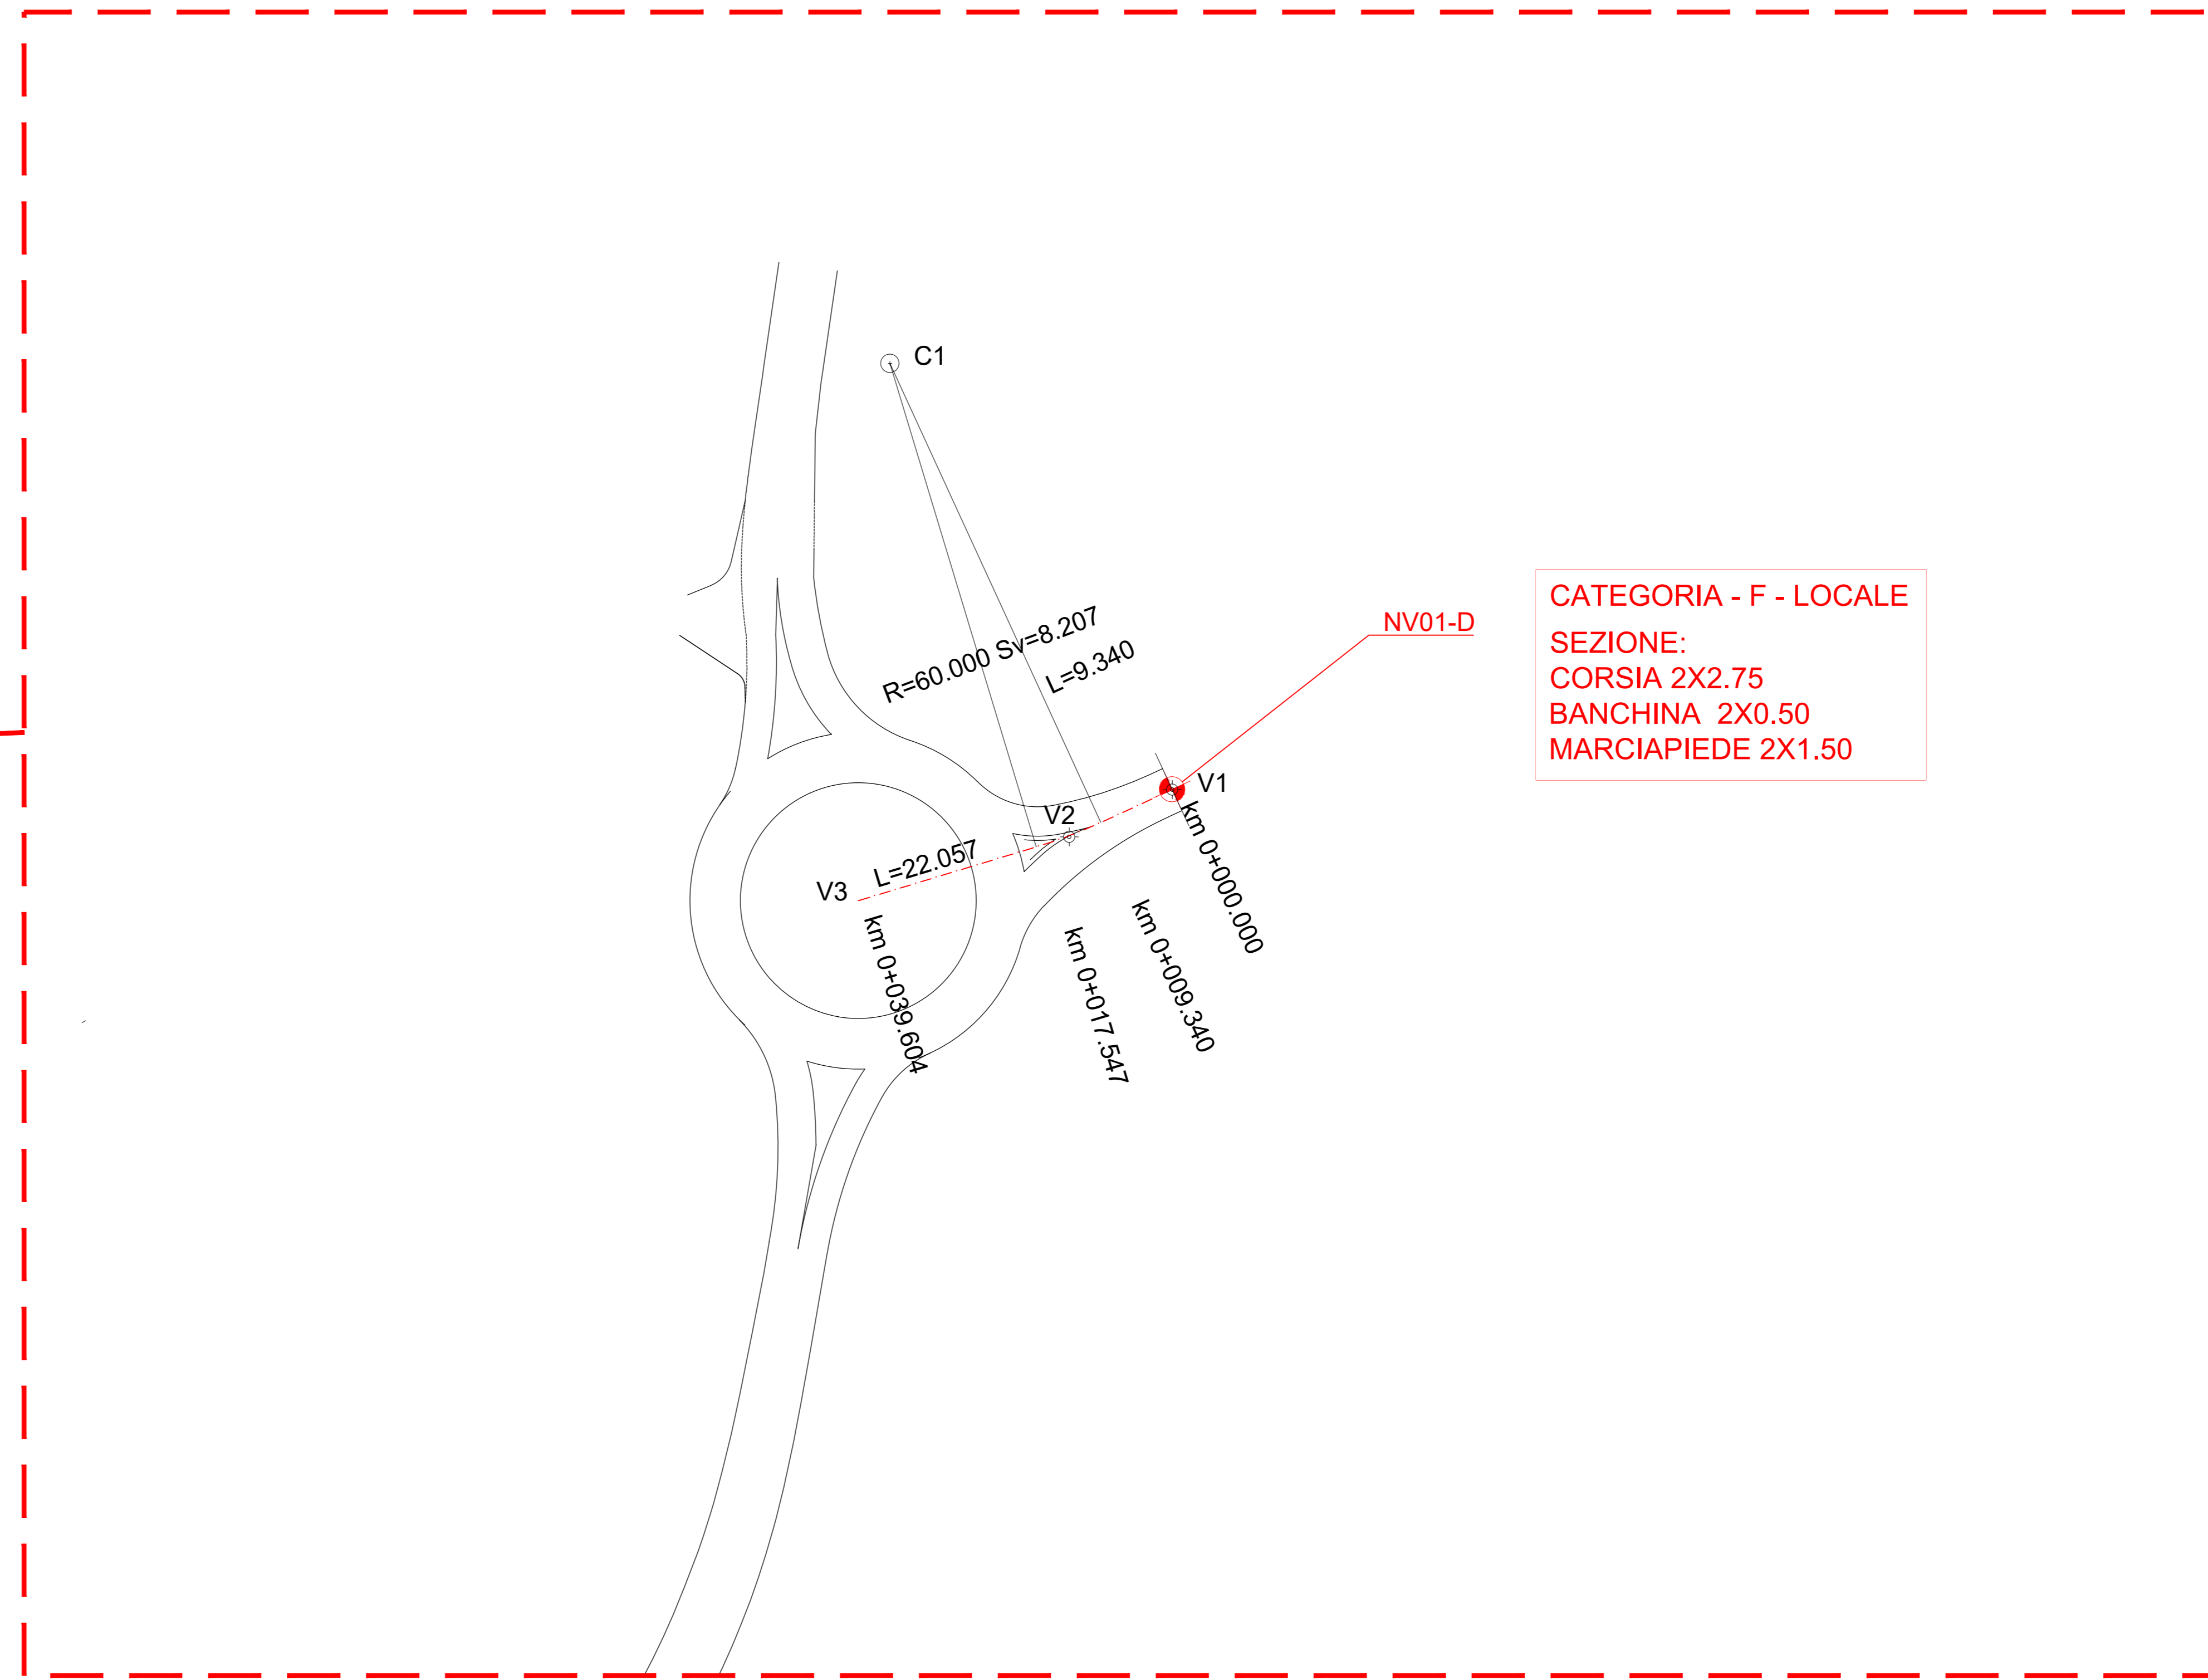 C1
R=60.000 Sv=8.207
L=9.340
NV01-D
CATEGORIA - F - LOCALE
SEZIONE:
CORSIA 2X2.75
BANCHINA  2X0.50
MARCIAPIEDE 2X1.50
V1
V2
L=22.057
V3
km 0+000.000
km 0+009.340
km 0+017.547
km 0+039.604